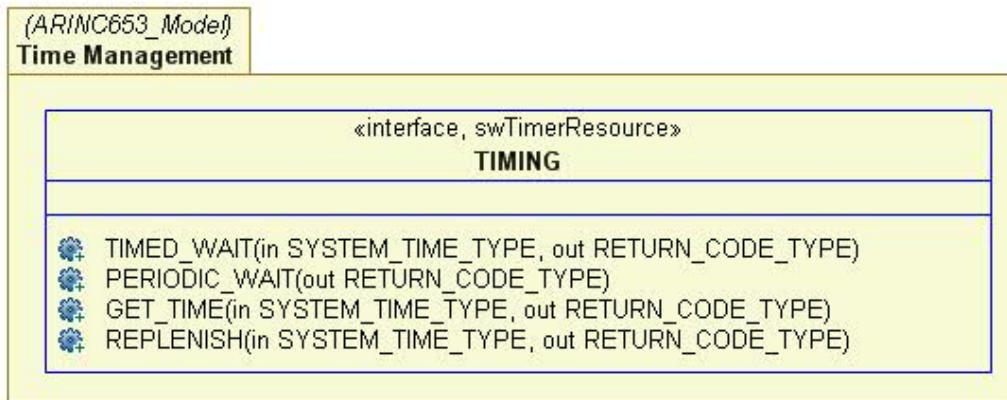 (ARINC653_Model)
Time Management
«interface, swTimerResource»
TIMING
TIMED_WAIT(in SYSTEM_TIME_TYPE, out RETURN_CODE_TYPE)
PERIODIC_WAIT(out RETURN_CODE_TYPE)
GET_TIME(in SYSTEM_TIME_TYPE, out RETURN_CODE_TYPE)
REPLENISH(in SYSTEM_TIME_TYPE, out RETURN_CODE_TYPE)